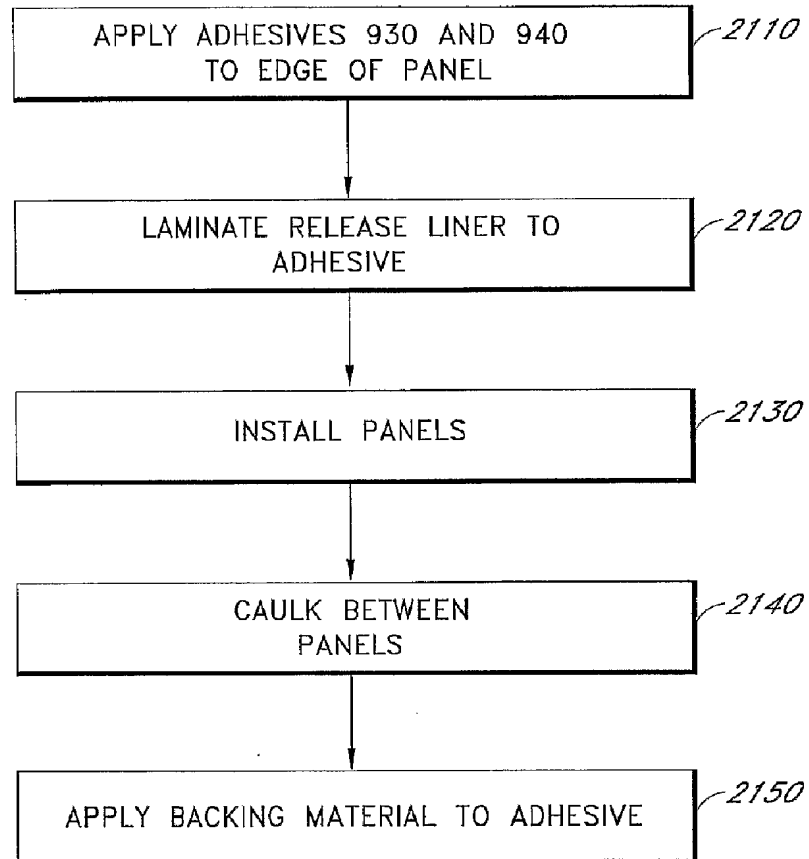 APPLY ADHESIVES 930 AND 940
TO EDGE OF PANEL
2110
LAMINATE RELEASE LINER TO
ADHESIVE
2120
INSTALL PANELS
2130
CAULK BETWEEN
PANELS
2140
APPLY BACKING MATERIAL TO ADHESIVE
2150